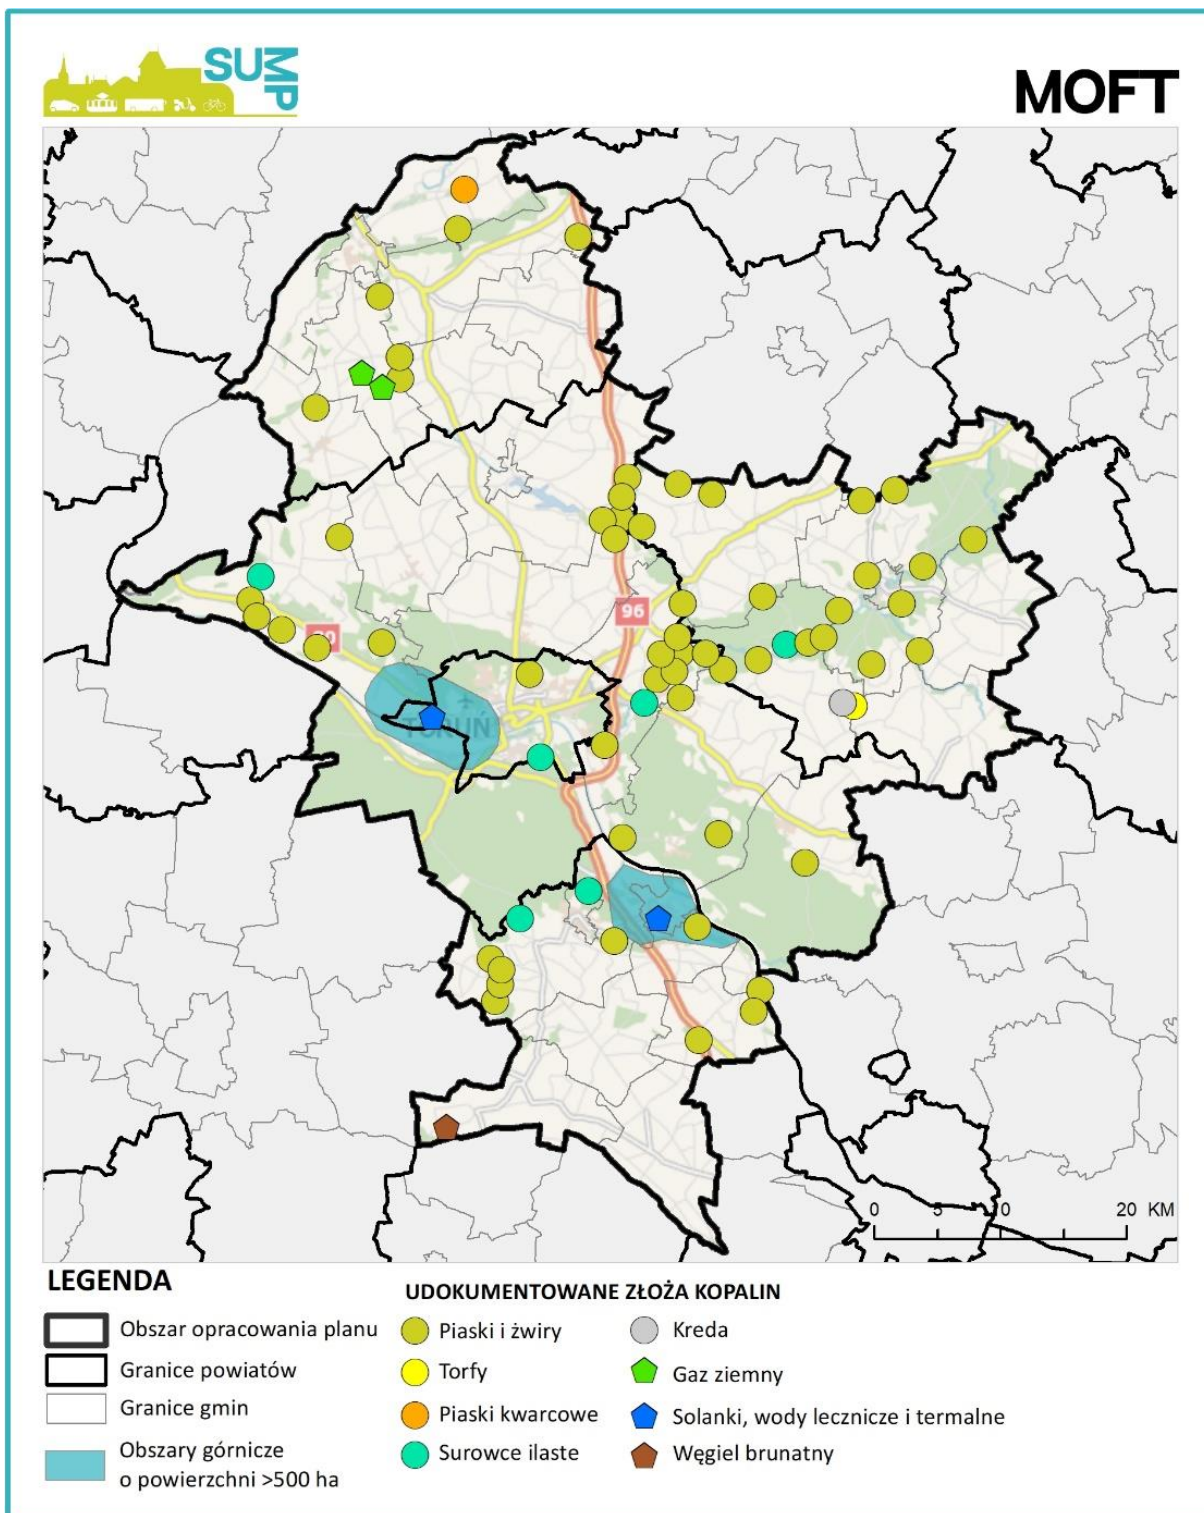 SUMP
MOFT
96
10
TORUŃ
0 5 10 20 KM
LEGENDA
Obszar opracowania planu
Granice powiatów
Granice gmin
Obszary górnicze
o powierzchni >500 ha
UDOKUMENTOWANE ZŁOŻA KOPALIN
Piaski i żwiry
Torfy
Piaski kwarcowe
Surowce ilaste
Kreda
Gaz ziemny
Solanki, wody lecznicze i termalne
Węgiel brunatny